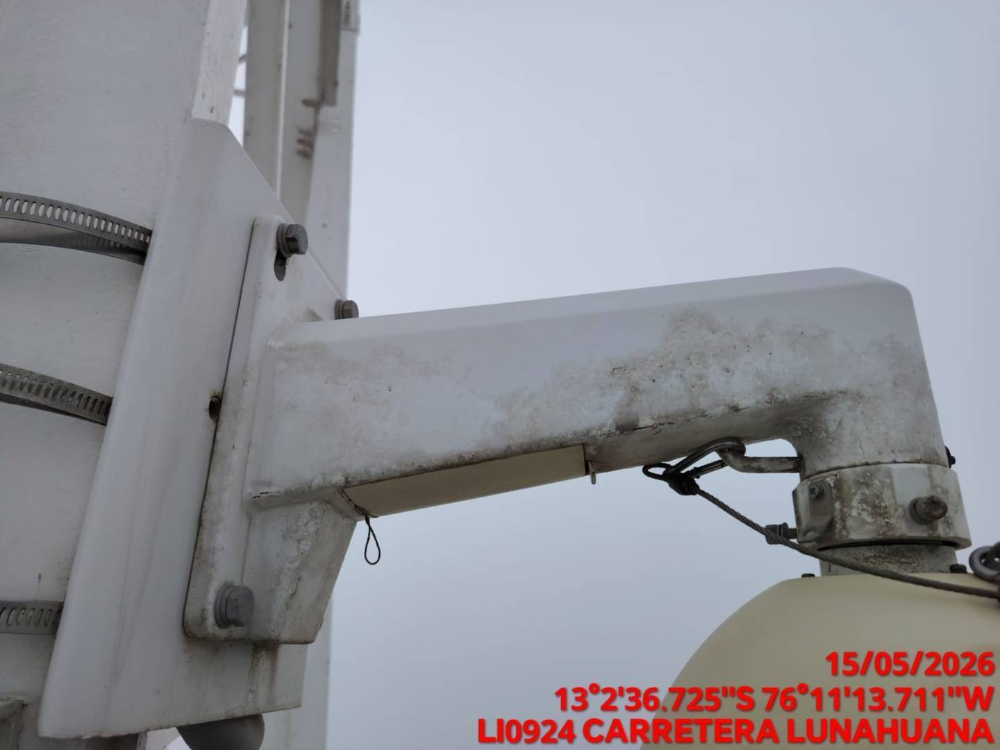 15/05/2026
13°2'36.725"S 76°11'13.711"W
LI0924 CARRETERA LUNAHUANA